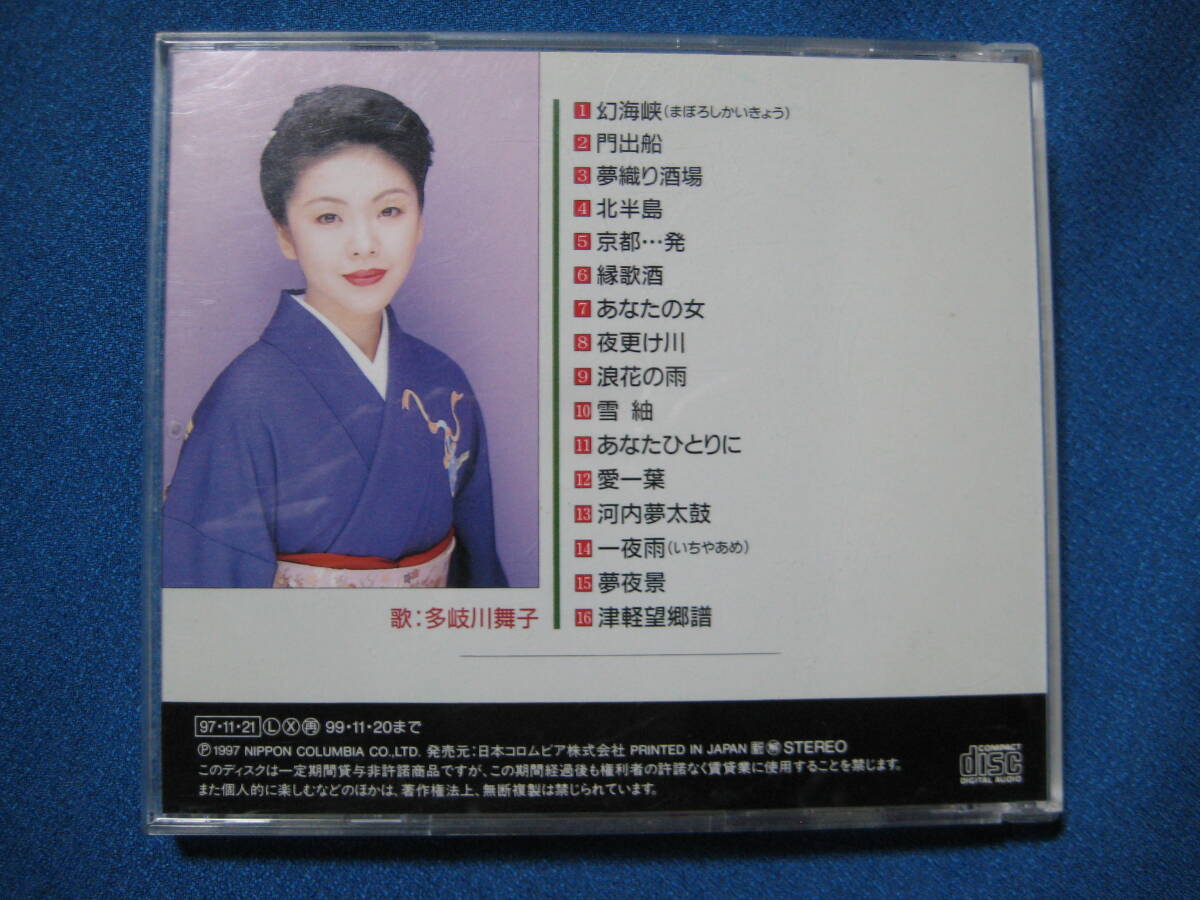 1 幻海峡(まぼろしかいきょう)
2 門出船
3 夢織り酒場
4 北半島
5 京都…発
6 縁歌酒
7 あなたの女
8 夜更け川
9 浪花の雨
10 雪 紬
11 あなたひとりに
12 愛一葉
13 河内夢太鼓
14 一夜雨(いちやあめ)
15 夢夜景
16 津軽望郷譜
歌:多岐川舞子
97・11・21 Ⓛ Ⓧ ㊢ 99・11・20まで
Ⓟ1997 NIPPON COLUMBIA CO.,LTD. 発売元:日本コロムビア株式会社 PRINTED IN JAPAN STEREO
このディスクは一定期間貸与非許諾商品ですが、この期間経過後も権利者の許諾なく賃貸業に使用することを禁じます。
また個人的に楽しむなどのほかは、著作権法上、無断複製は禁じられています。
COMPACT
disc
DIGITAL AUDIO